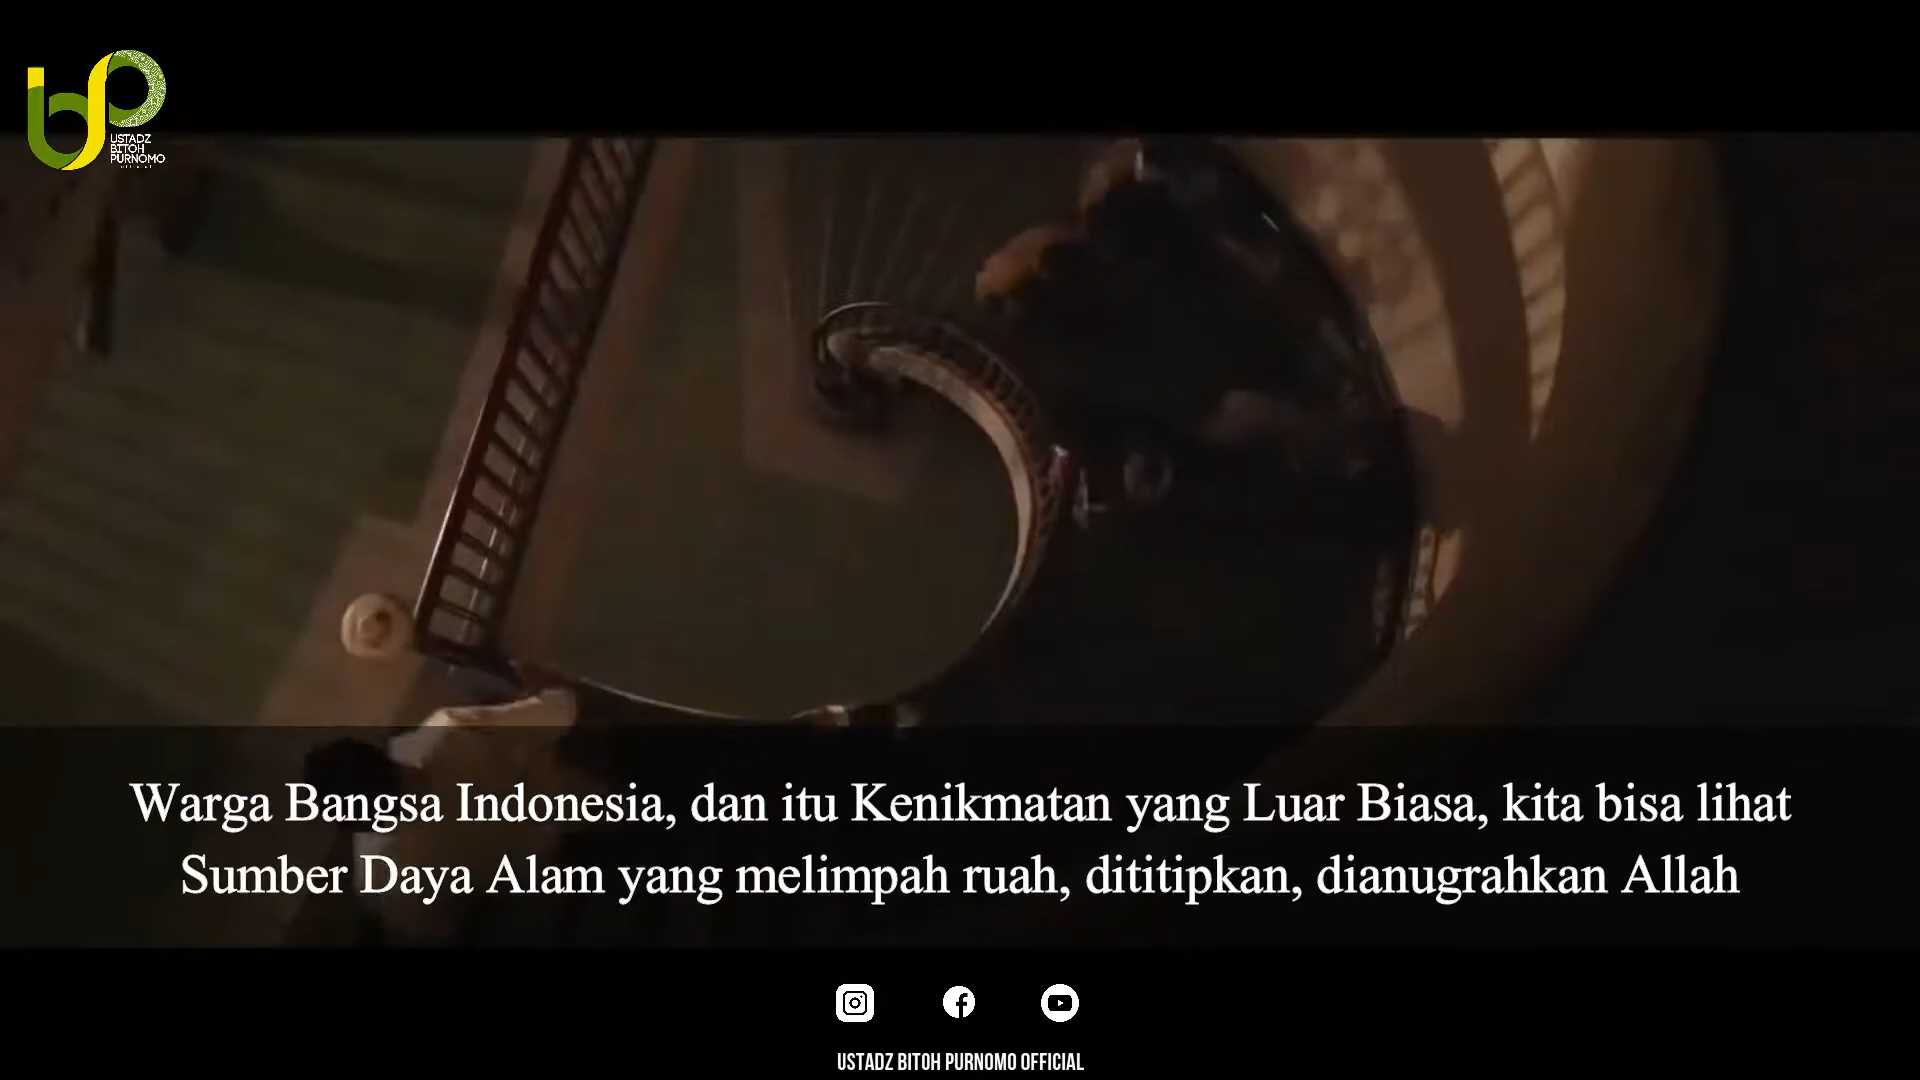 USTADZ
BITOH
PURNOMO
Warga Bangsa Indonesia, dan itu Kenikmatan yang Luar Biasa, kita bisa lihat
Sumber Daya Alam yang melimpah ruah, dititipkan, dianugrahkan Allah
USTADZ BITOH PURNOMO OFFICIAL